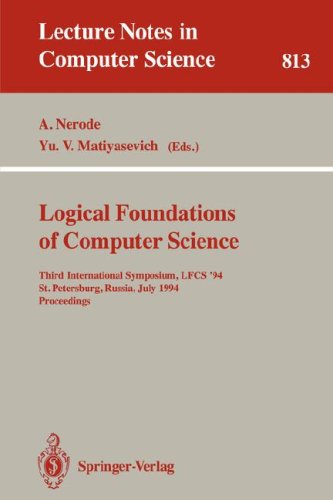 Lecture Notes in
Computer Science
813
A. Nerode
Yu. V. Matiyasevich (Eds.)
Logical Foundations
of Computer Science
Third International Symposium, LFCS '94
St. Petersburg, Russia, July 1994
Proceedings
Springer-Verlag